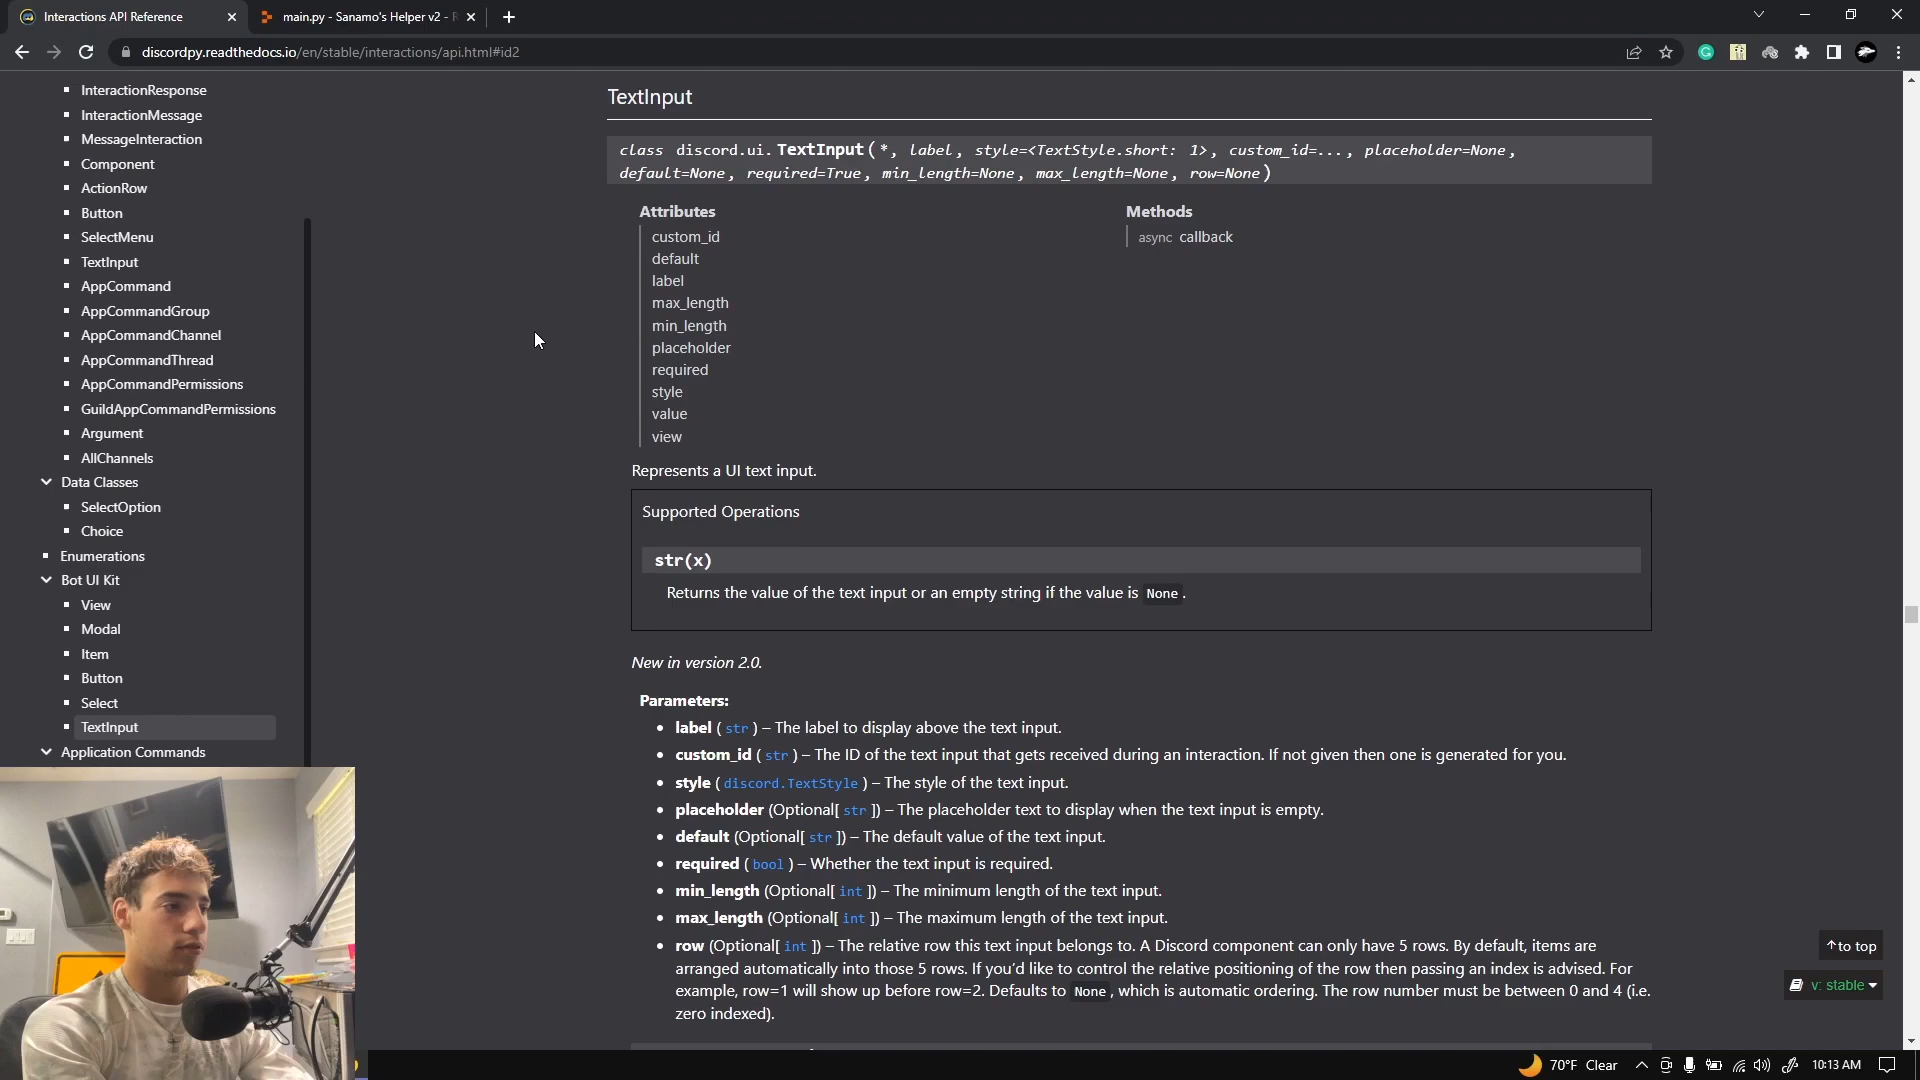 Interactions API Reference
main.py - Sanamo's Helper v2 - R
discordpy.readthedocs.io/en/stable/interactions/api.html#id2
InteractionResponse
InteractionMessage
MessageInteraction
Component
ActionRow
Button
SelectMenu
TextInput
AppCommand
AppCommandGroup
AppCommandChannel
AppCommandThread
AppCommandPermissions
GuildAppCommandPermissions
Argument
AllChannels
Data Classes
SelectOption
Choice
Enumerations
Bot UI Kit
View
Modal
Item
Button
Select
TextInput
Application Commands
TextInput
class discord.ui.TextInput(*, label, style=<TextStyle.short: 1>, custom_id=..., placeholder=None,
default=None, required=True, min_length=None, max_length=None, row=None)
Attributes
custom_id
default
label
max_length
min_length
placeholder
required
style
value
view
Methods
async callback
Represents a UI text input.
Supported Operations
str(x)
Returns the value of the text input or an empty string if the value is None.
New in version 2.0.
Parameters:
• label (str) – The label to display above the text input.
• custom_id (str) – The ID of the text input that gets received during an interaction. If not given then one is generated for you.
• style (discord.TextStyle) – The style of the text input.
• placeholder (Optional[str]) – The placeholder text to display when the text input is empty.
• default (Optional[str]) – The default value of the text input.
• required (bool) – Whether the text input is required.
• min_length (Optional[int]) – The minimum length of the text input.
• max_length (Optional[int]) – The maximum length of the text input.
• row (Optional[int]) – The relative row this text input belongs to. A Discord component can only have 5 rows. By default, items are
arranged automatically into those 5 rows. If you'd like to control the relative positioning of the row then passing an index is advised. For
example, row=1 will show up before row=2. Defaults to None, which is automatic ordering. The row number must be between 0 and 4 (i.e.
zero indexed).
↑to top
v: stable
70°F Clear
10:13 AM